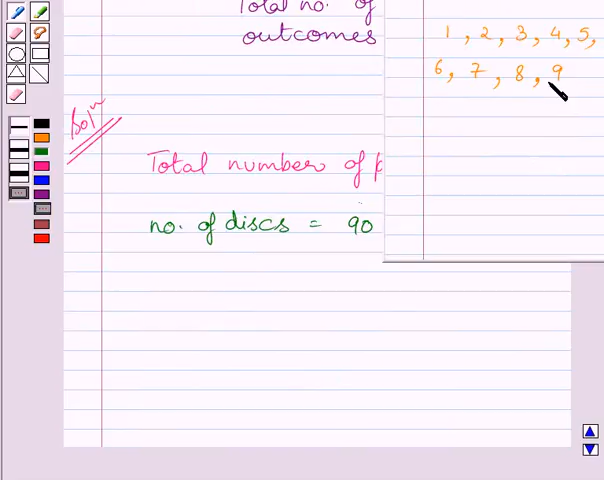 Total no. of
outcomes
1, 2, 3, 4, 5,
6, 7, 8, 9
Solⁿ
Total number of
no. of discs = 90